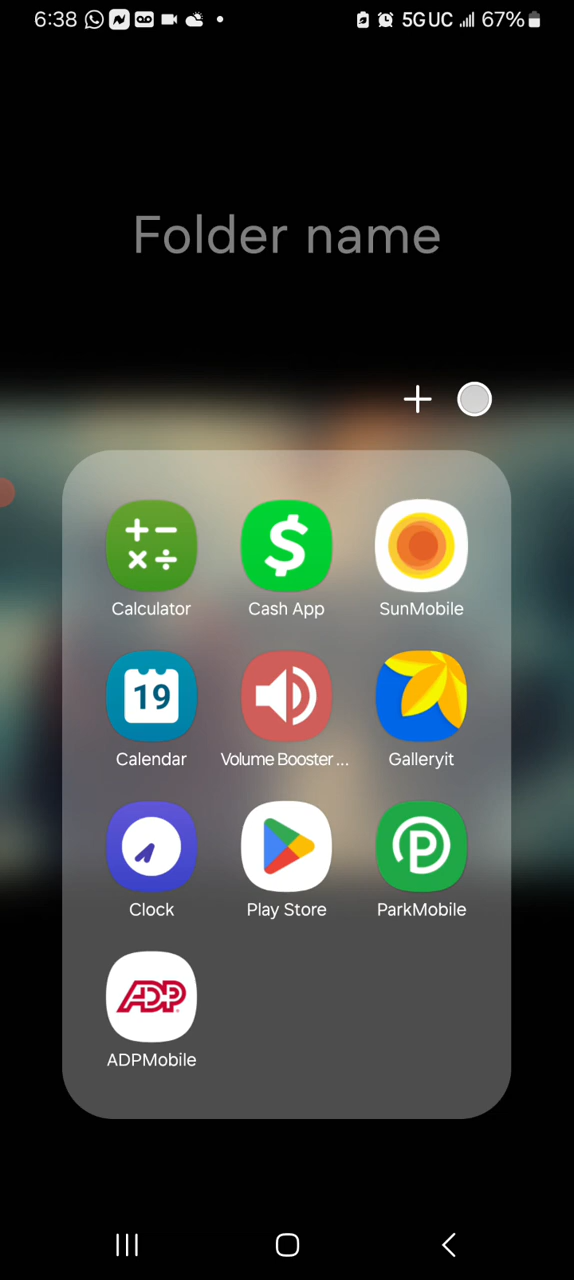 6:38 5G UC 67%
Folder name
Calculator Cash App SunMobile
19
Calendar Volume Booster ... Galleryit
Clock Play Store ParkMobile
ADP
ADPMobile